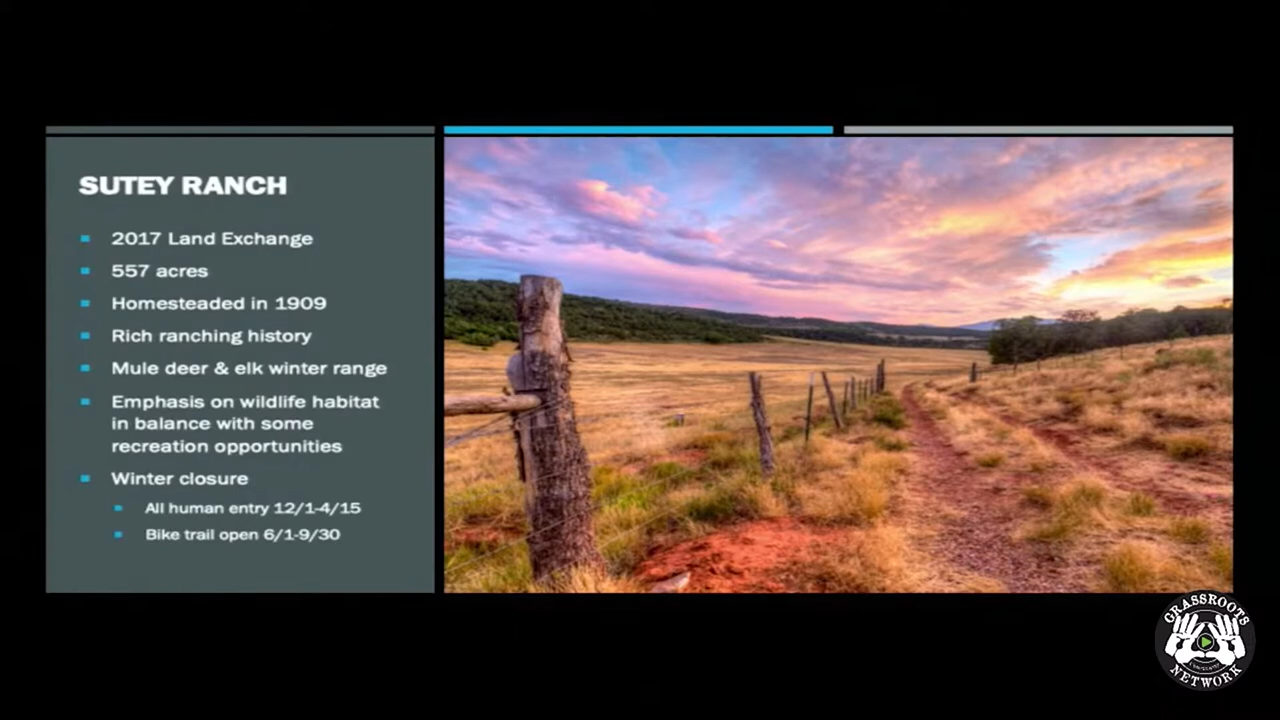 SUTEY RANCH
2017 Land Exchange
557 acres
Homesteaded in 1909
Rich ranching history
Mule deer & elk winter range
Emphasis on wildlife habitat
in balance with some
recreation opportunities
Winter closure
All human entry 12/1-4/15
Bike trail open 6/1-9/30
GRASSROOTS
NETWORK